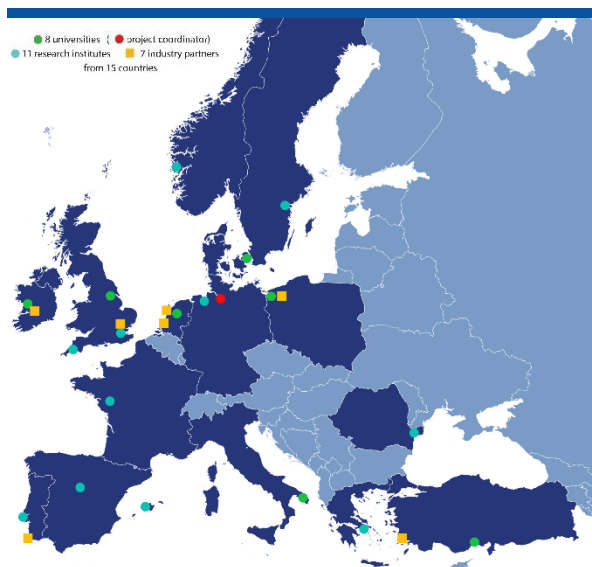 8 universities ( project coordinator)
11 research institutes 7 industry partners
from 15 countries